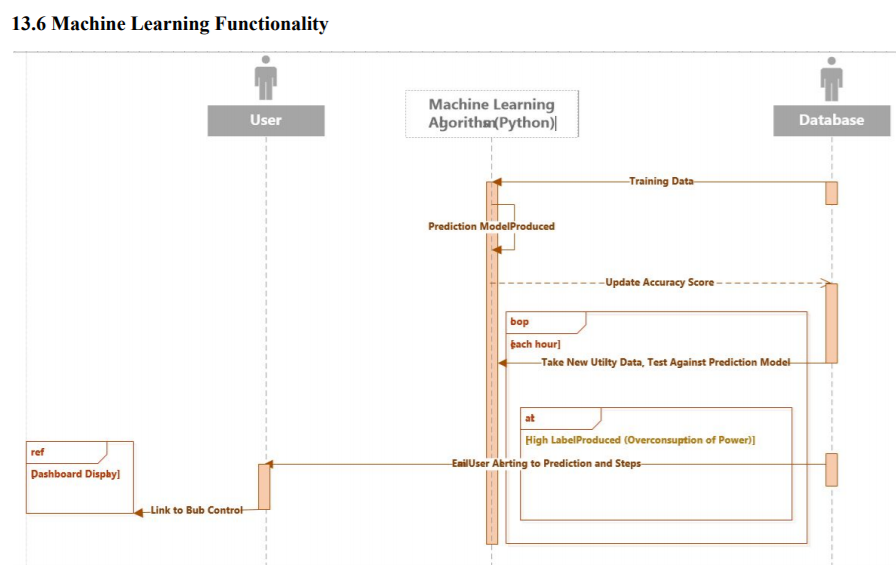 13.6 Machine Learning Functionality
User
Machine Learning
Algorithm(Python)
Database
Training Data
Prediction ModelProduced
Update Accuracy Score
bop
[each hour]
Take New Utilty Data, Test Against Prediction Model
at
[High LabelProduced (Overconsuption of Power)]
ref
EmilUser Alerting to Prediction and Steps
[Dashboard Display]
Link to Bub Control